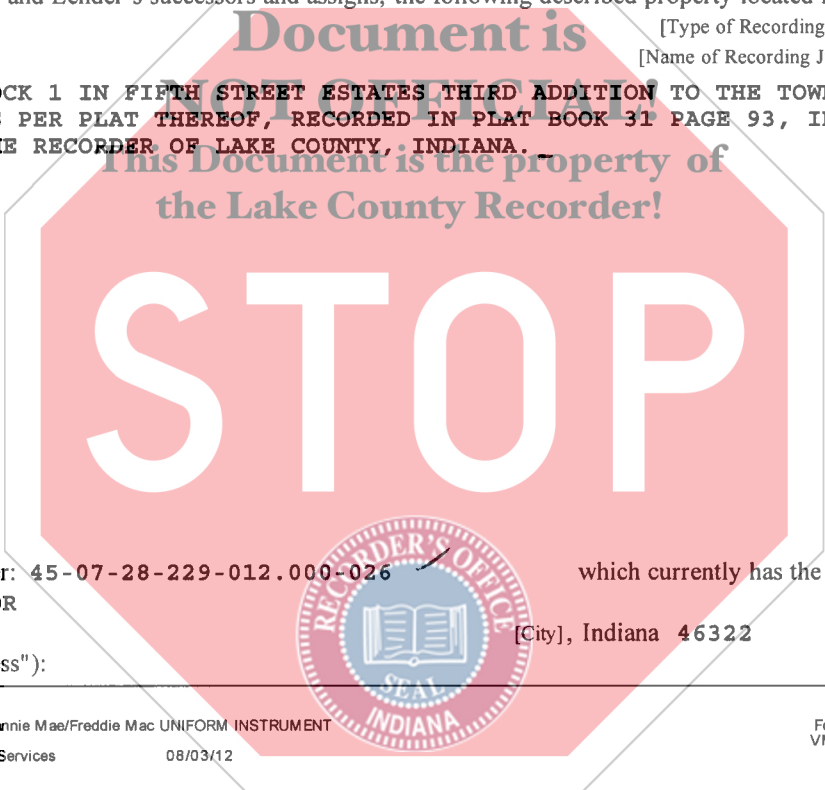 and Lender's successors and assigns, the following described property located
Document is
[Type of Recording
[Name of Recording J
NOT OFFICIAL!
OCK 1 IN FIFTH STREET ESTATES THIRD ADDITION TO THE TOW
PER PLAT THEREOF, RECORDED IN PLAT BOOK 31 PAGE 93, I
E RECORDER OF LAKE COUNTY, INDIANA.
This Document is the property of
the Lake County Recorder!
STOP
r: 45-07-28-229-012.000-026
which currently has the
OR
[City], Indiana 46322
ss"):
RECORDER'S OFFICE
SEAL
INDIANA
nnie Mae/Freddie Mac UNIFORM INSTRUMENT
Services 08/03/12